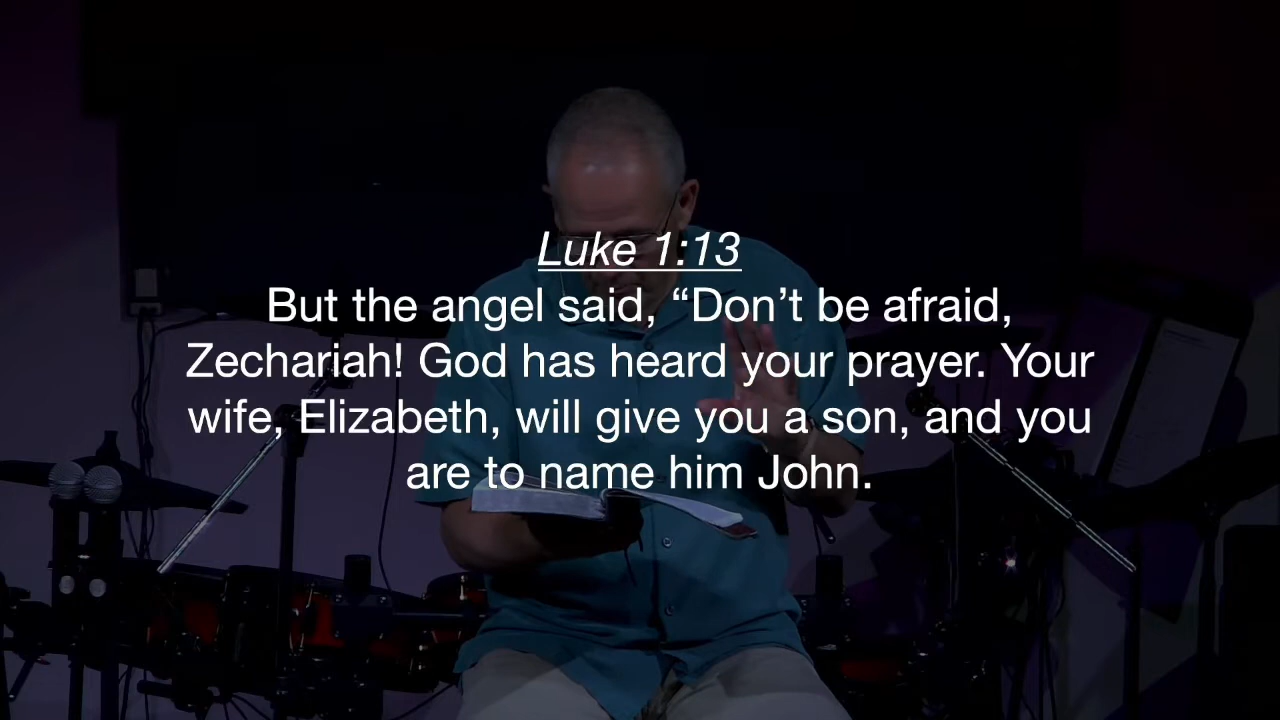 Luke 1:13
But the angel said, “Don’t be afraid,
Zechariah! God has heard your prayer. Your
wife, Elizabeth, will give you a son, and you
are to name him John.